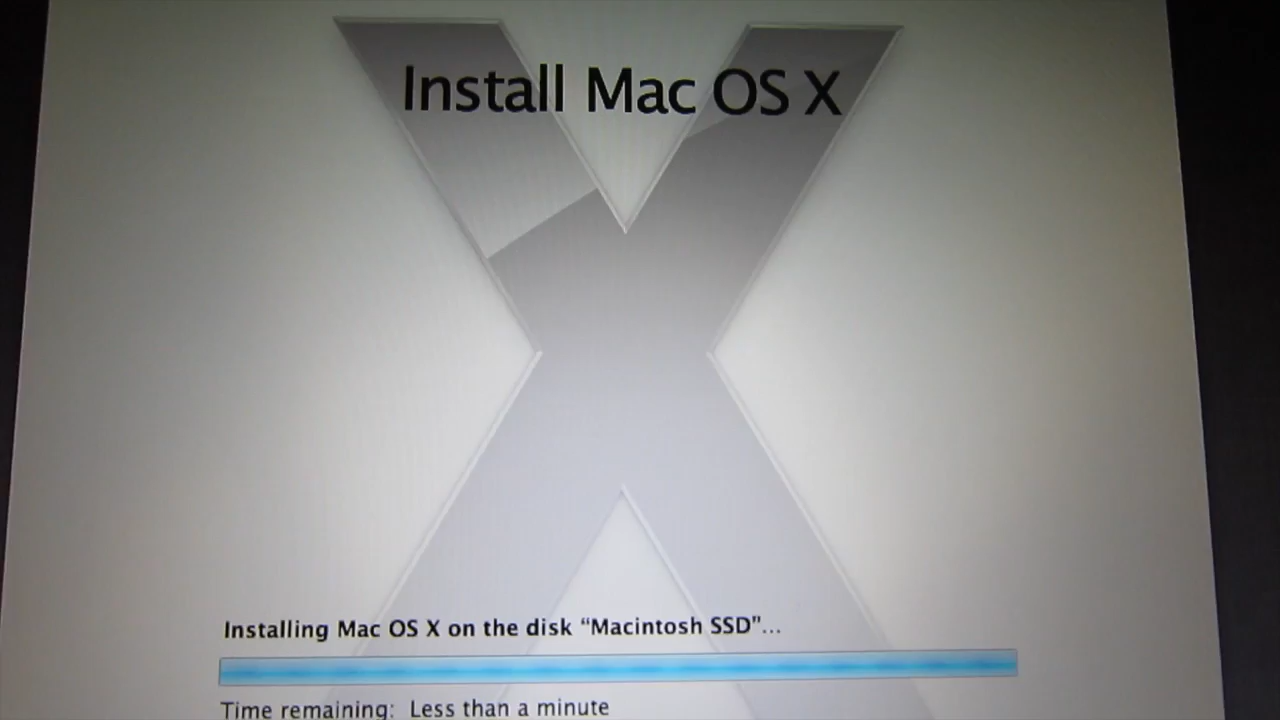 Install Mac OS X
Installing Mac OS X on the disk “Macintosh SSD”...
Time remaining: Less than a minute